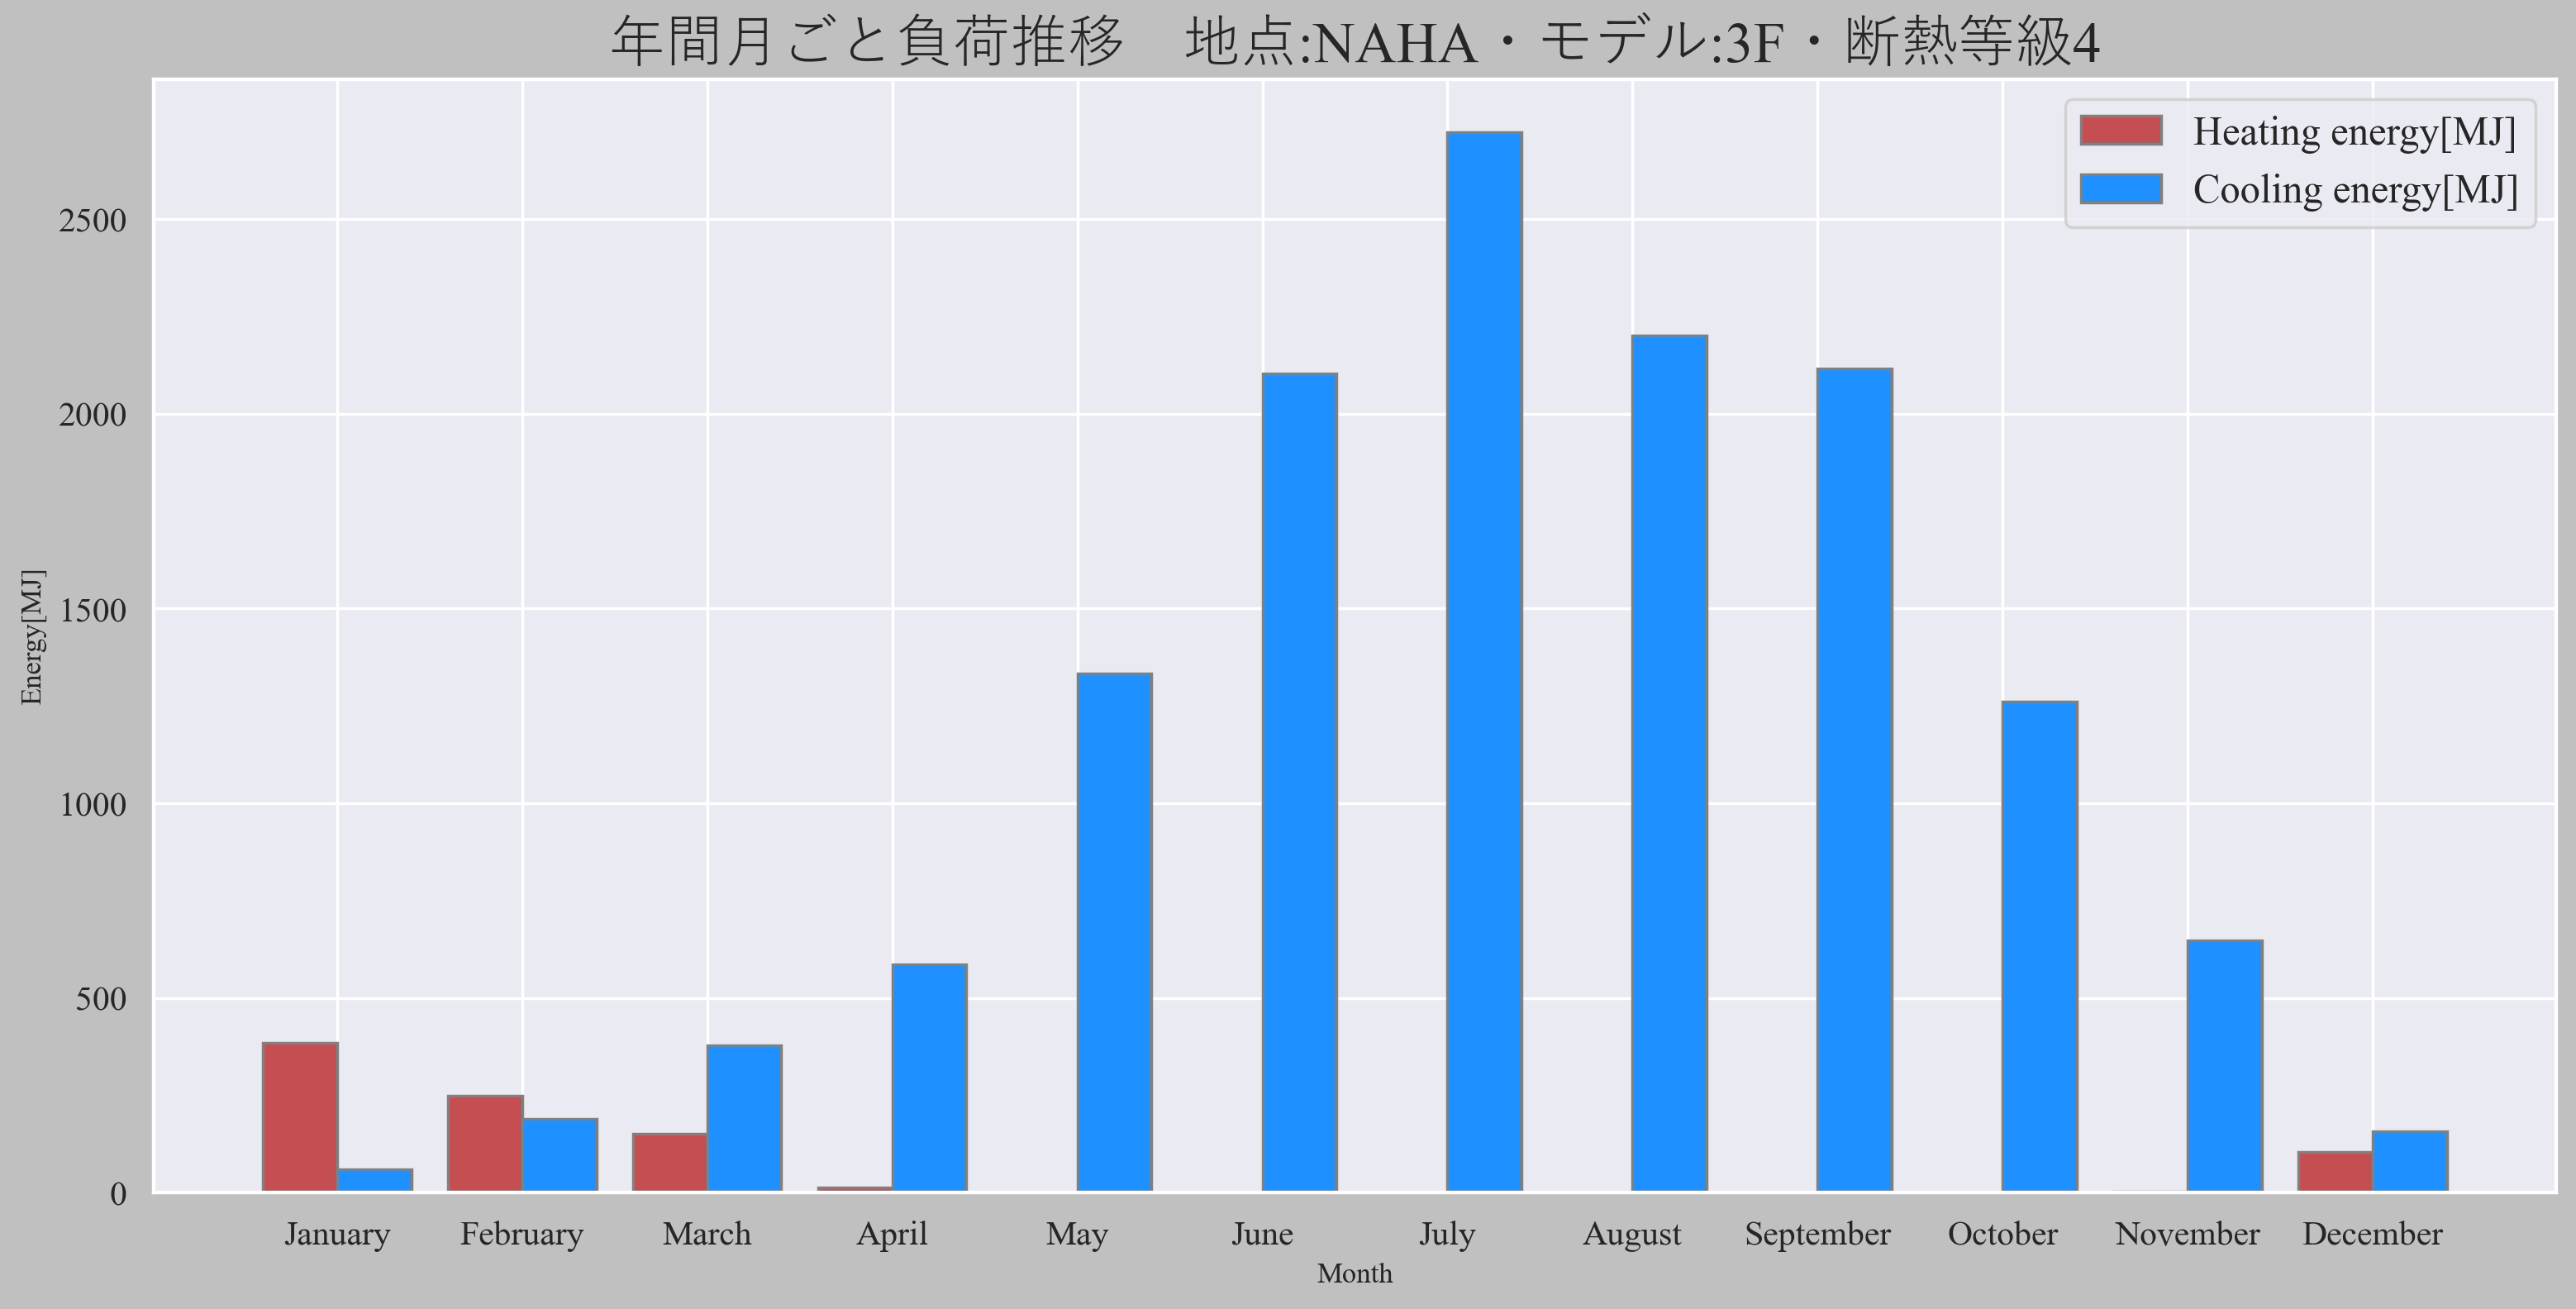 年間月ごと負荷推移　地点:NAHA・モデル:3F・断熱等級4
Heating energy[MJ]
Cooling energy[MJ]
Energy[MJ]
2500
2000
1500
1000
500
0
January February March April May June July August September October November December
Month